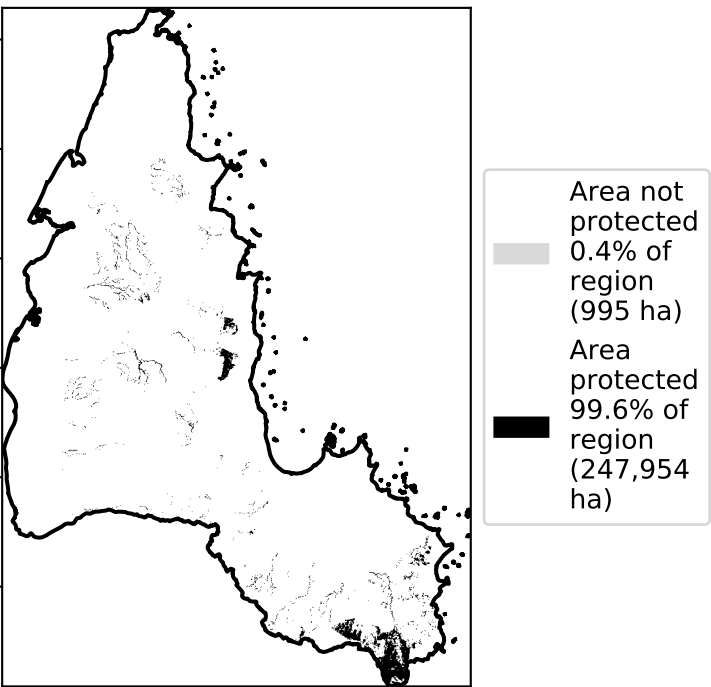 Area not
protected
0.4% of
region
(995 ha)
Area
protected
99.6% of
region
(247,954
ha)